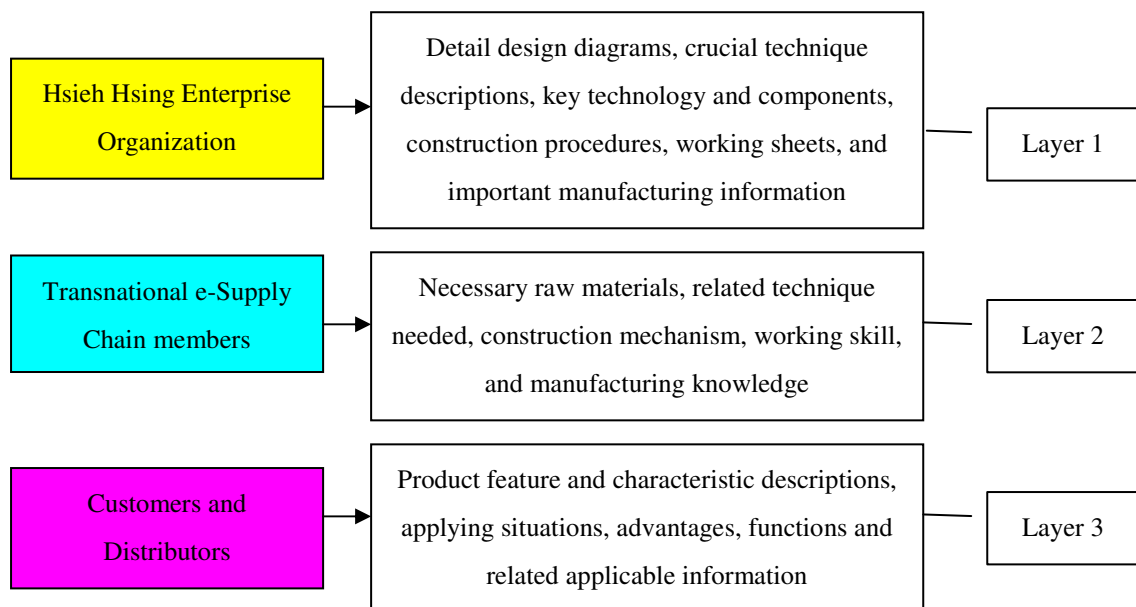 Hsieh Hsing Enterprise
Organization
Detail design diagrams, crucial technique
descriptions, key technology and components,
construction procedures, working sheets, and
important manufacturing information
Layer 1
Transnational e-Supply
Chain members
Necessary raw materials, related technique
needed, construction mechanism, working skill,
and manufacturing knowledge
Layer 2
Customers and
Distributors
Product feature and characteristic descriptions,
applying situations, advantages, functions and
related applicable information
Layer 3